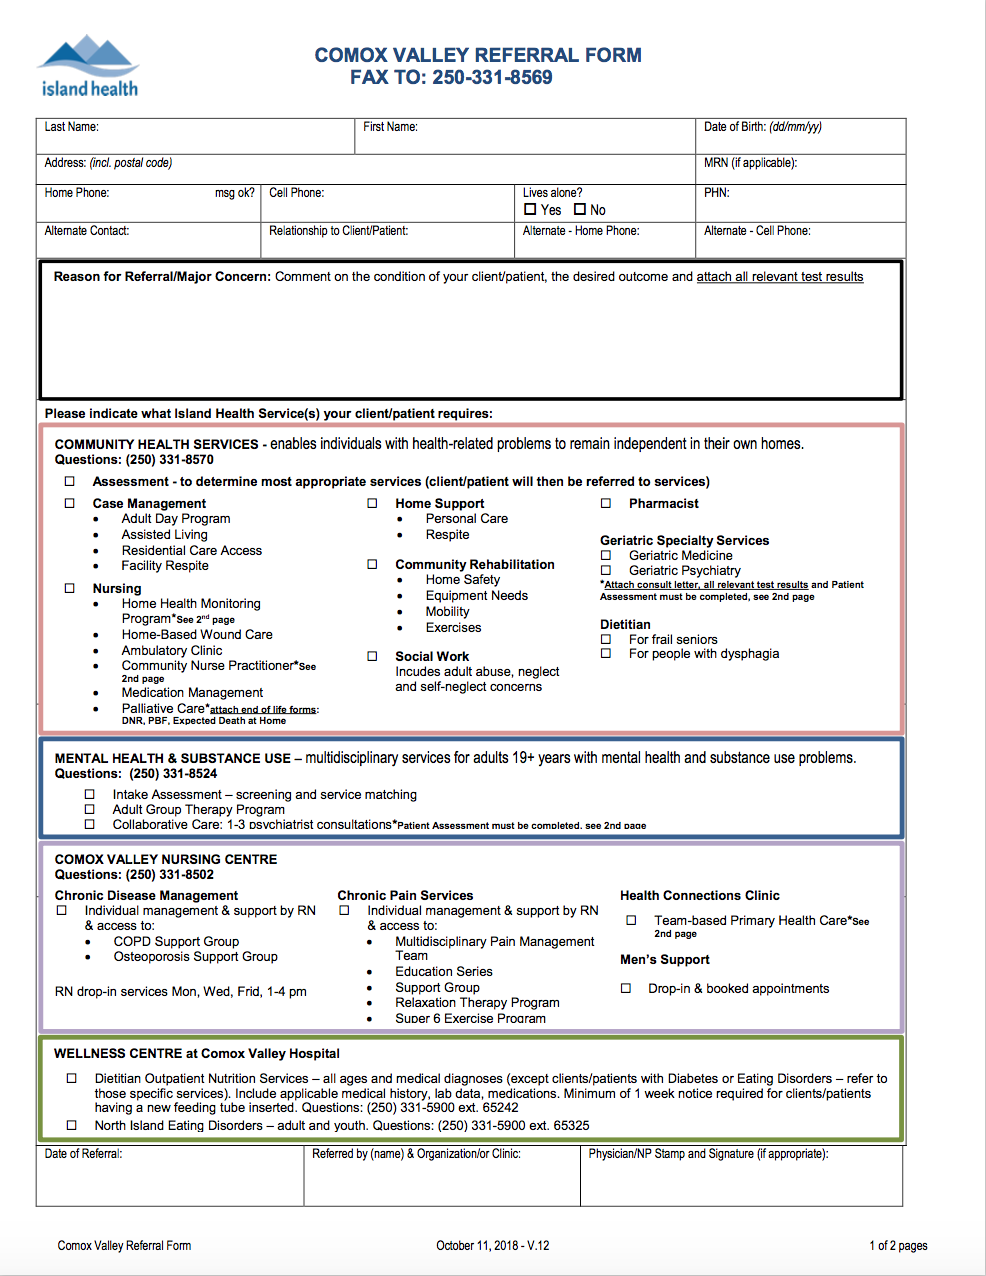 island health
COMOX VALLEY REFERRAL FORM
FAX TO: 250-331-8569
Last Name:
First Name:
Date of Birth: (dd/mm/yy)
Address: (incl. postal code)
MRN (if applicable):
Home Phone: msg ok?
Cell Phone:
Lives alone?
☐ Yes ☐ No
PHN:
Alternate Contact:
Relationship to Client/Patient:
Alternate - Home Phone:
Alternate - Cell Phone:
Reason for Referral/Major Concern: Comment on the condition of your client/patient, the desired outcome and attach all relevant test results
Please indicate what Island Health Service(s) your client/patient requires:
COMMUNITY HEALTH SERVICES - enables individuals with health-related problems to remain independent in their own homes.
Questions: (250) 331-8570
☐ Assessment - to determine most appropriate services (client/patient will then be referred to services)
☐ Case Management
• Adult Day Program
• Assisted Living
• Residential Care Access
• Facility Respite
☐ Nursing
• Home Health Monitoring
Program*See 2nd page
• Home-Based Wound Care
• Ambulatory Clinic
• Community Nurse Practitioner*See
2nd page
• Medication Management
• Palliative Care*attach end of life forms:
DNR, PBF, Expected Death at Home
☐ Home Support
• Personal Care
• Respite
☐ Community Rehabilitation
• Home Safety
• Equipment Needs
• Mobility
• Exercises
☐ Social Work
Incudes adult abuse, neglect
and self-neglect concerns
☐ Pharmacist
Geriatric Specialty Services
☐ Geriatric Medicine
☐ Geriatric Psychiatry
*Attach consult letter, all relevant test results and Patient
Assessment must be completed, see 2nd page
Dietitian
☐ For frail seniors
☐ For people with dysphagia
MENTAL HEALTH & SUBSTANCE USE – multidisciplinary services for adults 19+ years with mental health and substance use problems.
Questions: (250) 331-8524
☐ Intake Assessment – screening and service matching
☐ Adult Group Therapy Program
☐ Collaborative Care: 1-3 psychiatrist consultations*Patient Assessment must be completed, see 2nd page
COMOX VALLEY NURSING CENTRE
Questions: (250) 331-8502
Chronic Disease Management
☐ Individual management & support by RN
& access to:
• COPD Support Group
• Osteoporosis Support Group
RN drop-in services Mon, Wed, Frid, 1-4 pm
Chronic Pain Services
☐ Individual management & support by RN
& access to:
• Multidisciplinary Pain Management
Team
• Education Series
• Support Group
• Relaxation Therapy Program
• Super 6 Exercise Program
Health Connections Clinic
☐ Team-based Primary Health Care*See
2nd page
Men's Support
☐ Drop-in & booked appointments
WELLNESS CENTRE at Comox Valley Hospital
☐ Dietitian Outpatient Nutrition Services – all ages and medical diagnoses (except clients/patients with Diabetes or Eating Disorders – refer to
those specific services). Include applicable medical history, lab data, medications. Minimum of 1 week notice required for clients/patients
having a new feeding tube inserted. Questions: (250) 331-5900 ext. 65242
☐ North Island Eating Disorders – adult and youth. Questions: (250) 331-5900 ext. 65325
Date of Referral:
Referred by (name) & Organization/or Clinic:
Physician/NP Stamp and Signature (if appropriate):
Comox Valley Referral Form
October 11, 2018 - V.12
1 of 2 pages